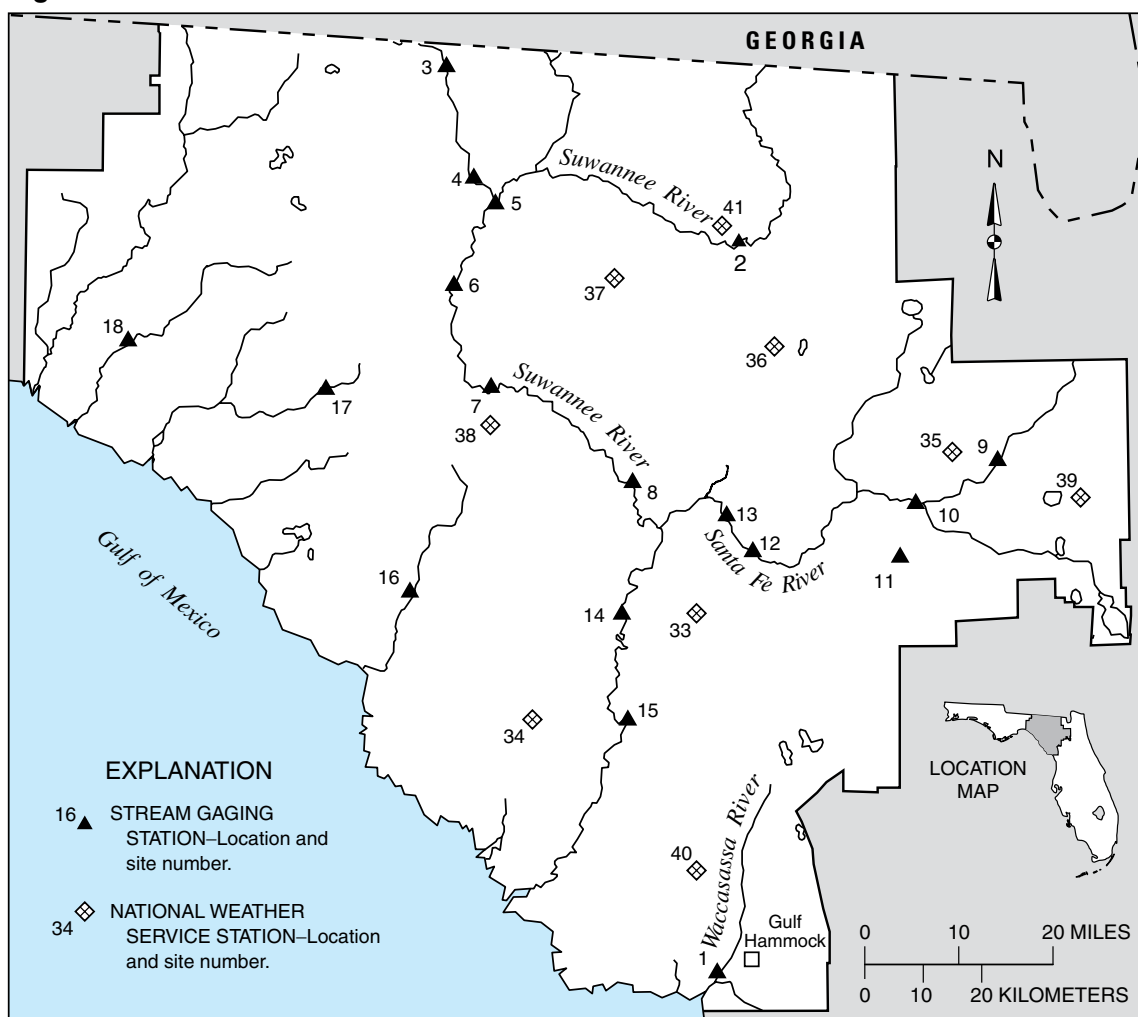 GEORGIA
3
Suwannee River
4
5
41
2
N
37
6
18
36
17
Suwannee River
7
38
35
9
39
8
10
13
12
Santa Fe River
11
Gulf of Mexico
16
14
33
15
34
EXPLANATION
16 STREAM GAGING
STATION–Location and
site number.
34 NATIONAL WEATHER
SERVICE STATION–Location
and site number.
LOCATION
MAP
40
Waccasassa River
Gulf
Hammock
1
0 10 20 MILES
0 10 20 KILOMETERS